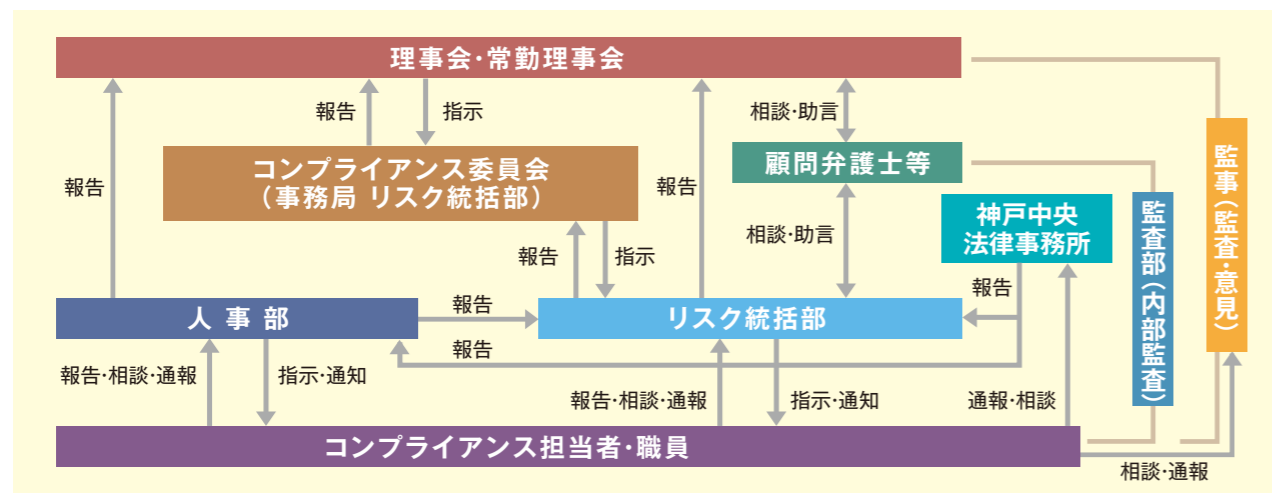 理事会・常勤理事会
報告
指示
相談・助言
コンプライアンス委員会
（事務局 リスク統括部）
顧問弁護士等
報告
報告
神戸中央
法律事務所
監査部（内部監査）
監事（監査・意見）
報告
指示
相談・助言
報告
人事部
報告
リスク統括部
報告
報告・相談・通報
指示・通知
報告・相談・通報
指示・通知
通報・相談
コンプライアンス担当者・職員
相談・通報